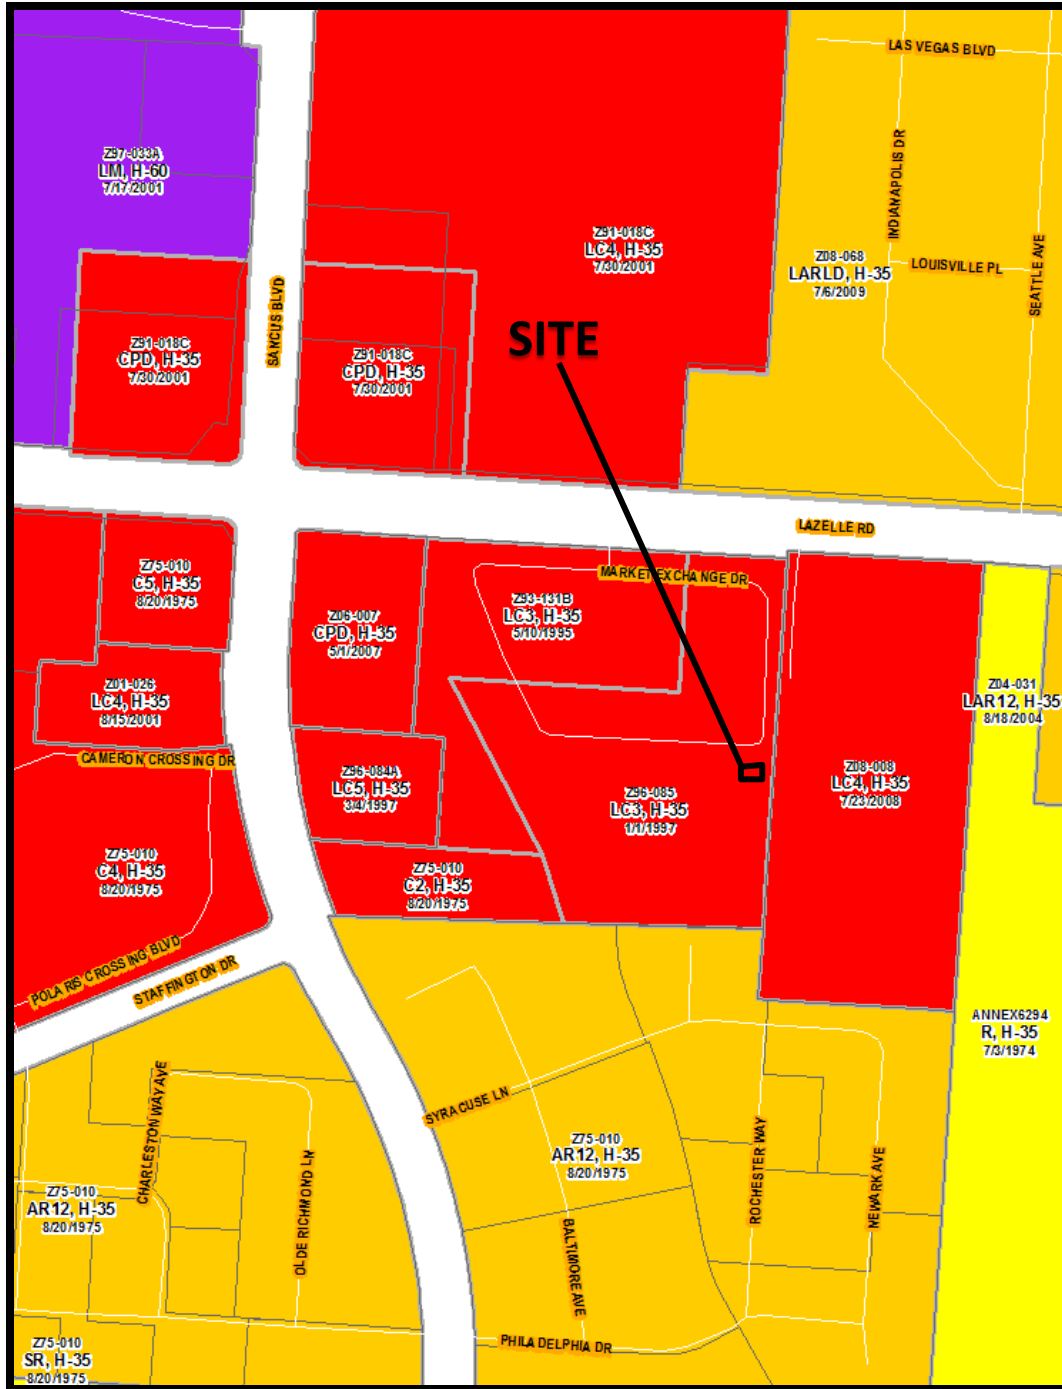 LAS VEGAS BLVD
Z97-033A
LM, H-60
7/17/2001
INDIANAPOLIS DR
Z91-018C
LC4, H-35
7/30/2001
Z08-068
LARLD, H-35
7/6/2009
LOUISVILLE PL
SEATTLE AVE
SANCUS BLVD
Z91-018C
CPD, H-35
7/30/2001
Z91-018C
CPD, H-35
7/30/2001
SITE
LAZELLE RD
Z75-010
C5, H-35
8/20/1975
MARKET EXCHANGE DR
Z93-131B
LC3, H-35
5/10/1995
Z06-007
CPD, H-35
5/1/2007
Z01-026
LC4, H-35
8/15/2001
Z04-031
LAR12, H-35
8/18/2004
CAMERON CROSSING DR
Z96-084A
LC5, H-35
3/4/1997
Z96-085
LC3, H-35
1/1/1997
Z08-008
LC4, H-35
7/23/2008
Z75-010
C4, H-35
8/20/1975
Z75-010
C2, H-35
8/20/1975
POLARIS CROSSING BLVD
STAFFINGTON DR
ANNEX6294
R, H-35
7/3/1974
SYRACUSE LN
CHARLESTON WAY AVE
Z75-010
AR12, H-35
8/20/1975
ROCHESTER WAY
NEWARK AVE
Z75-010
AR12, H-35
8/20/1975
OLDE RICHMOND LN
BALTIMORE AVE
PHILADELPHIA DR
Z75-010
SR, H-35
8/20/1975